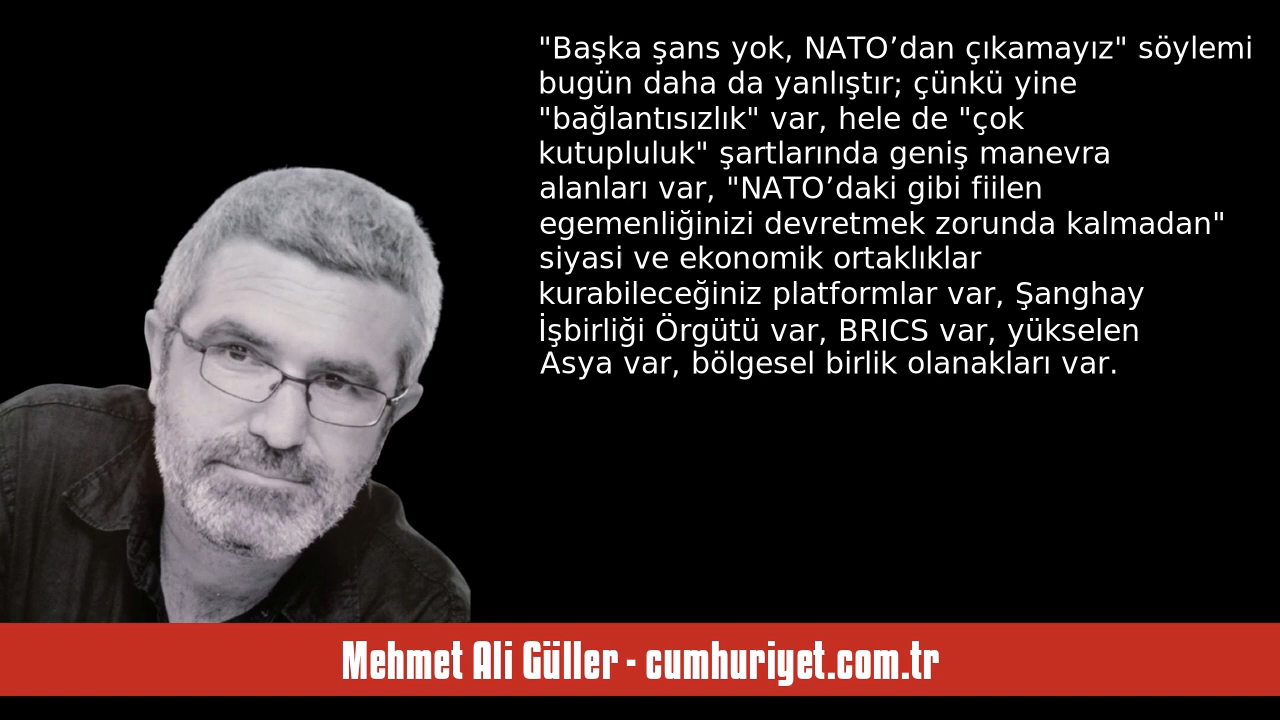 "Başka şans yok, NATO’dan çıkamayız" söylemi
bugün daha da yanlıştır; çünkü yine
"bağlantısızlık" var, hele de "çok
kutupluluk" şartlarında geniş manevra
alanları var, "NATO’daki gibi fiilen
egemenliğinizi devretmek zorunda kalmadan"
siyasi ve ekonomik ortaklıklar
kurabileceğiniz platformlar var, Şanghay
İşbirliği Örgütü var, BRICS var, yükselen
Asya var, bölgesel birlik olanakları var.
Mehmet Ali Güller - cumhuriyet.com.tr